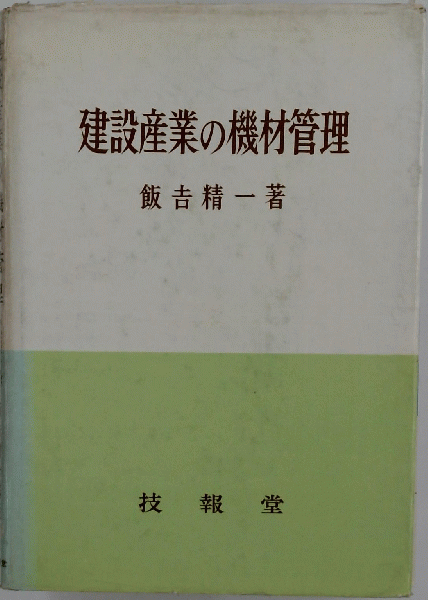 建設産業の機材管理
飯吉精一著
技報堂